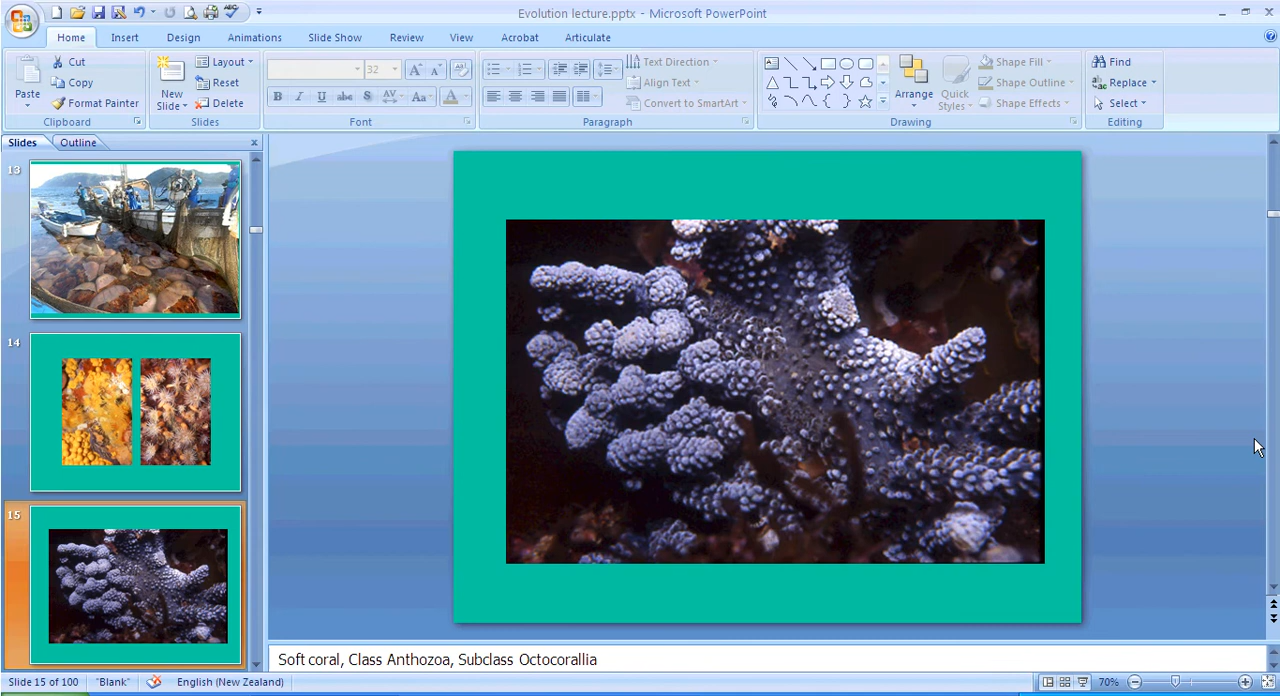 Evolution lecture.pptx - Microsoft PowerPoint
Home Insert Design Animations Slide Show Review View Acrobat Articulate
Paste
Cut
Copy
Format Painter
Clipboard
New Slide
Layout
Reset
Delete
Slides
32
B I U abc S AV Aa A
Font
Text Direction
Align Text
Convert to SmartArt
Paragraph
Arrange
Quick Styles
Shape Fill
Shape Outline
Shape Effects
Drawing
Find
Replace
Select
Editing
Slides Outline
13
14
15
Soft coral, Class Anthozoa, Subclass Octocorallia
Slide 15 of 100 "Blank" English (New Zealand) 70%